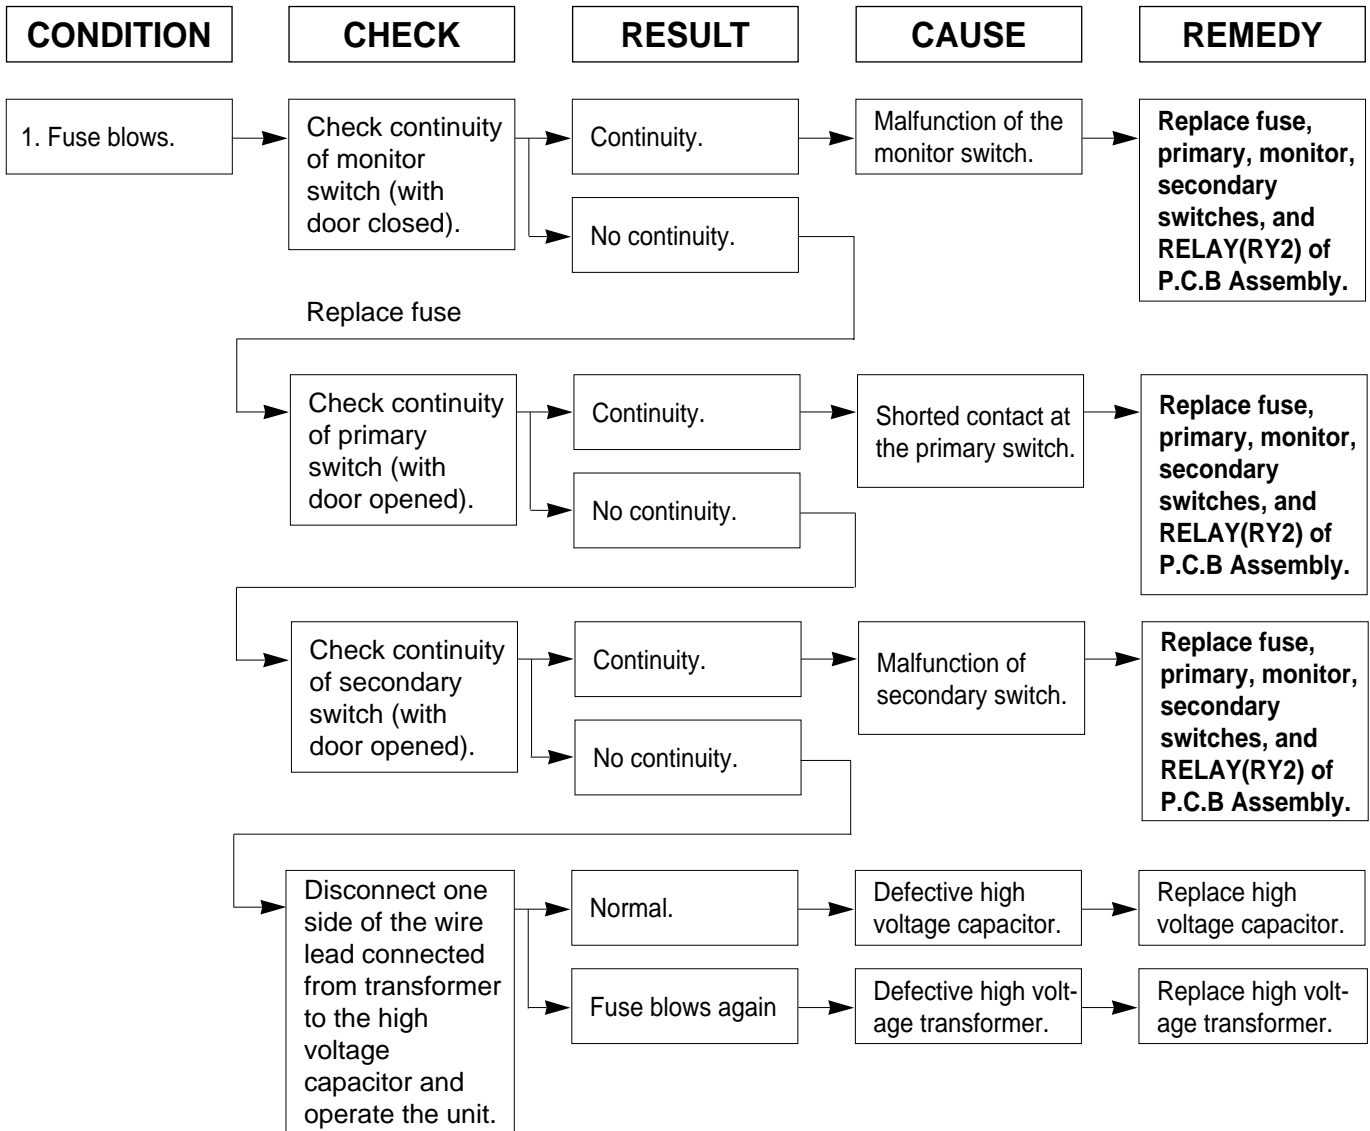 CONDITION
CHECK
RESULT
CAUSE
REMEDY
1. Fuse blows.
Check continuity
of monitor
switch (with
door closed).
Continuity.
Malfunction of the
monitor switch.
Replace fuse,
primary, monitor,
secondary
switches, and
RELAY(RY2) of
P.C.B Assembly.
No continuity.
Replace fuse
Check continuity
of primary
switch (with
door opened).
Continuity.
Shorted contact at
the primary switch.
Replace fuse,
primary, monitor,
secondary
switches, and
RELAY(RY2) of
P.C.B Assembly.
No continuity.
Check continuity
of secondary
switch (with
door opened).
Continuity.
Malfunction of
secondary switch.
Replace fuse,
primary, monitor,
secondary
switches, and
RELAY(RY2) of
P.C.B Assembly.
No continuity.
Disconnect one
side of the wire
lead connected
from transformer
to the high
voltage
capacitor and
operate the unit.
Normal.
Defective high
voltage capacitor.
Replace high
voltage capacitor.
Fuse blows again
Defective high volt-
age transformer.
Replace high volt-
age transformer.